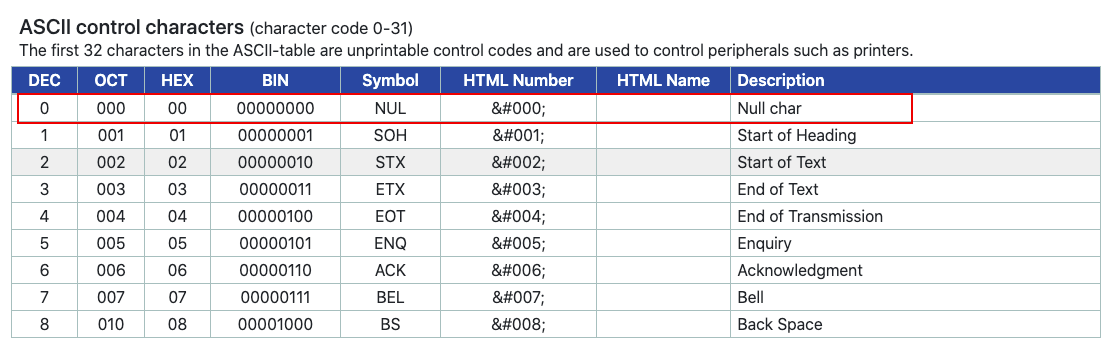 ASCII control characters (character code 0-31)
The first 32 characters in the ASCII-table are unprintable control codes and are used to control peripherals such as printers.
DEC OCT HEX BIN Symbol HTML Number HTML Name Description
0 000 00 00000000 NUL &#000; Null char
1 001 01 00000001 SOH &#001; Start of Heading
2 002 02 00000010 STX &#002; Start of Text
3 003 03 00000011 ETX &#003; End of Text
4 004 04 00000100 EOT &#004; End of Transmission
5 005 05 00000101 ENQ &#005; Enquiry
6 006 06 00000110 ACK &#006; Acknowledgment
7 007 07 00000111 BEL &#007; Bell
8 010 08 00001000 BS &#008; Back Space